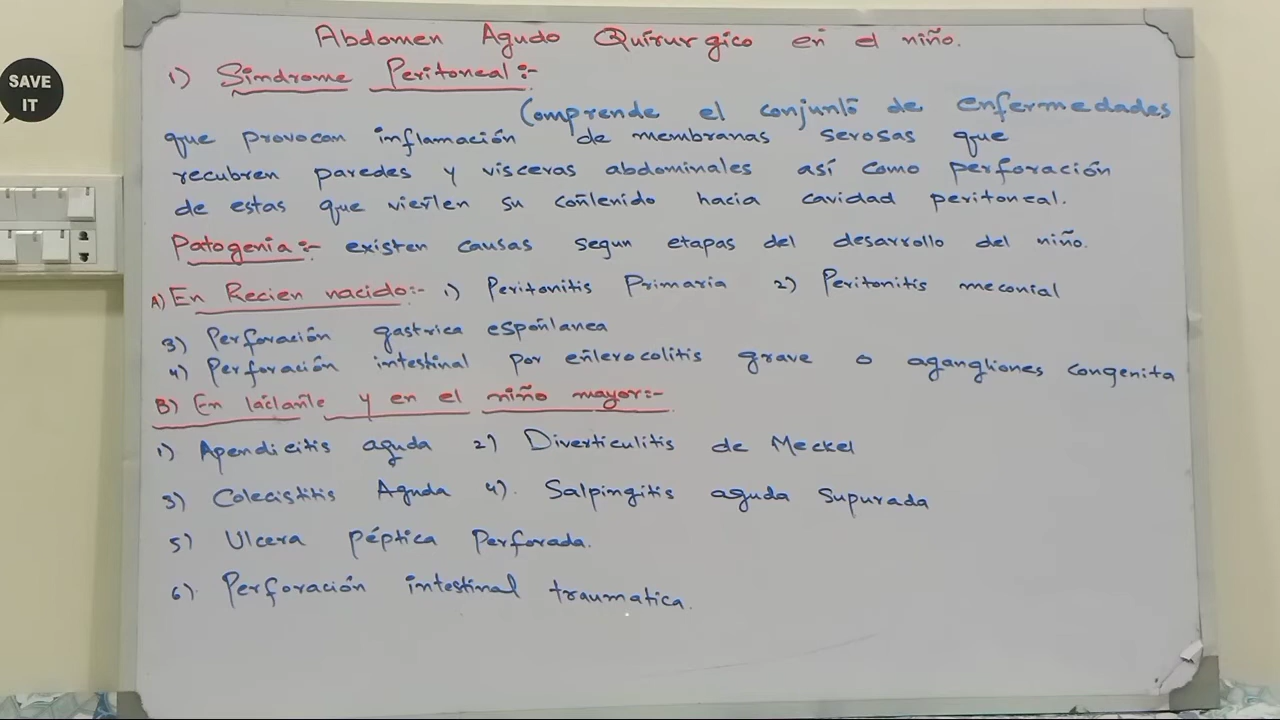 SAVE
IT
Abdomen Agudo Quirurgico en el niño.
1) Sindrome Peritoneal:-
Comprende el conjunto de enfermedades
que provocan inflamación de membranas serosas que
recubren paredes y visceras abdominales así como perforación
de estas que vierten su contenido hacia cavidad peritoneal.
Patogenia:- existen causas segun etapas del desarrollo del niño.
A) En Recien nacido:- 1) Peritonitis Primaria 2) Peritonitis meconial
3) Perforación gastrica espontanea
4) Perforación intestinal por enterocolitis grave o agangliones congenita
B) En lactante y en el niño mayor:-
1) Apendicitis aguda 2) Diverticulitis de Meckel
3) Colecistitis Aguda 4). Salpingitis aguda Supurada
5) Ulcera péptica Perforada.
6). Perforación intestinal traumatica.